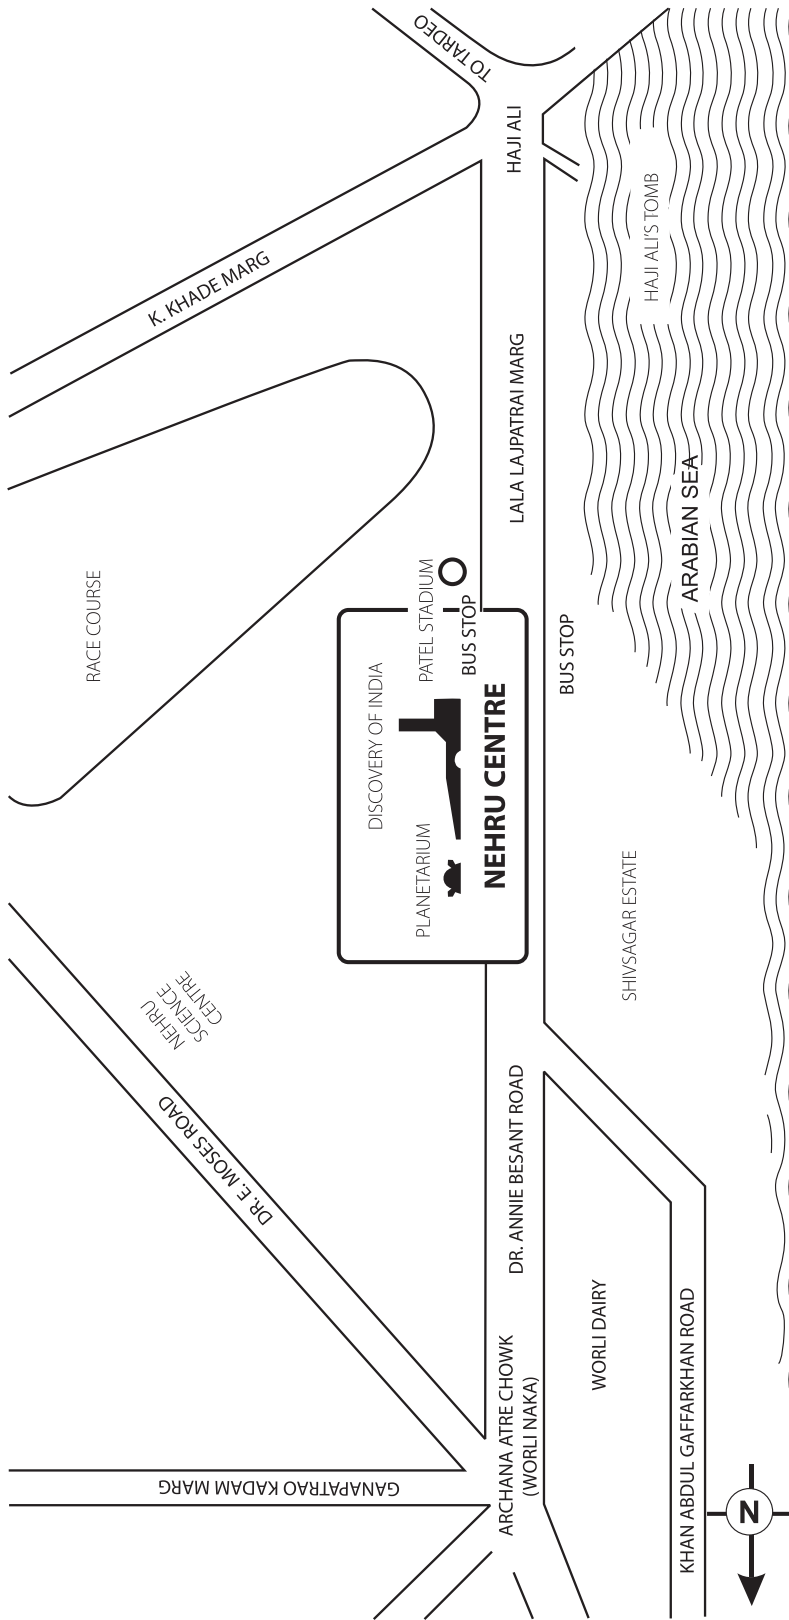 TO TARDEO
HAJI ALI
K. KHADE MARG
HAJI ALI'S TOMB
LALA LAJPATRAI MARG
ARABIAN SEA
RACE COURSE
PATEL STADIUM
BUS STOP
BUS STOP
DISCOVERY OF INDIA
PLANETARIUM
NEHRU CENTRE
SHIVSAGAR ESTATE
NEHRU
SCIENCE
CENTRE
DR. E. MOSES ROAD
DR. ANNIE BESANT ROAD
WORLI DAIRY
ARCHANA ATRE CHOWK
(WORLI NAKA)
GANAPATRAO KADAM MARG
KHAN ABDUL GAFFARKHAN ROAD
N